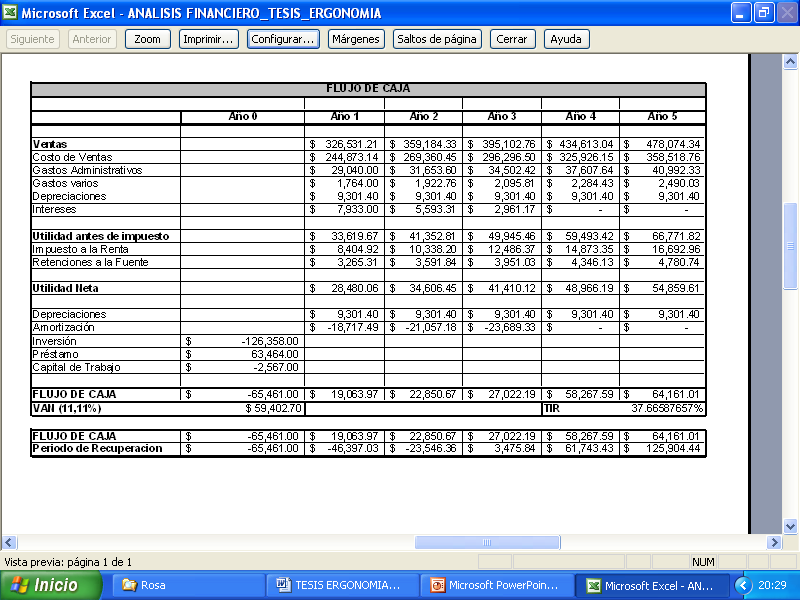 Microsoft Excel - ANALISIS FINANCIERO_TESIS_ERGONOMIA
Siguiente Anterior Zoom Imprimir... Configurar... Márgenes Saltos de página Cerrar Ayuda
FLUJO DE CAJA
Año 0 Año 1 Año 2 Año 3 Año 4 Año 5
Ventas $ 326,531.21 $ 359,184.33 $ 395,102.76 $ 434,613.04 $ 478,074.34
Costo de Ventas $ 244,873.14 $ 269,360.45 $ 296,296.50 $ 325,926.15 $ 358,518.76
Gastos Administrativos $ 29,040.00 $ 31,653.60 $ 34,502.42 $ 37,607.64 $ 40,992.33
Gastos varios $ 1,764.00 $ 1,922.76 $ 2,095.81 $ 2,284.43 $ 2,490.03
Depreciaciones $ 9,301.40 $ 9,301.40 $ 9,301.40 $ 9,301.40 $ 9,301.40
Intereses $ 7,933.00 $ 5,593.31 $ 2,961.17 $ - $ -
Utilidad antes de impuesto $ 33,619.67 $ 41,352.81 $ 49,945.46 $ 59,493.42 $ 66,771.82
Impuesto a la Renta $ 8,404.92 $ 10,338.20 $ 12,486.37 $ 14,873.35 $ 16,692.96
Retenciones a la Fuente $ 3,265.31 $ 3,591.84 $ 3,951.03 $ 4,346.13 $ 4,780.74
Utilidad Neta $ 28,480.06 $ 34,606.45 $ 41,410.12 $ 48,966.19 $ 54,859.61
Depreciaciones $ 9,301.40 $ 9,301.40 $ 9,301.40 $ 9,301.40 $ 9,301.40
Amortización $ -18,717.49 $ -21,057.18 $ -23,689.33 $ - $ -
Inversión $ -126,358.00
Préstamo $ 63,464.00
Capital de Trabajo $ -2,567.00
FLUJO DE CAJA $ -65,461.00 $ 19,063.97 $ 22,850.67 $ 27,022.19 $ 58,267.59 $ 64,161.01
VAN (11,11%) $ 59,402.70 TIR 37.66587657%
FLUJO DE CAJA $ -65,461.00 $ 19,063.97 $ 22,850.67 $ 27,022.19 $ 58,267.59 $ 64,161.01
Periodo de Recuperacion $ -65,461.00 $ -46,397.03 $ -23,546.36 $ 3,475.84 $ 61,743.43 $ 125,904.44
Vista previa: página 1 de 1 NUM
Inicio Rosa TESIS ERGONOMIA... Microsoft PowerPoin... Microsoft Excel - AN... 20:29